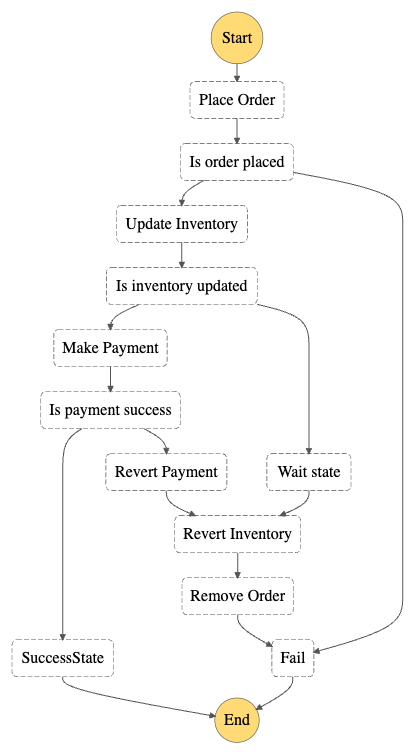 Start
Place Order
Is order placed
Update Inventory
Is inventory updated
Make Payment
Is payment success
Revert Payment
Wait state
Revert Inventory
Remove Order
SuccessState
Fail
End